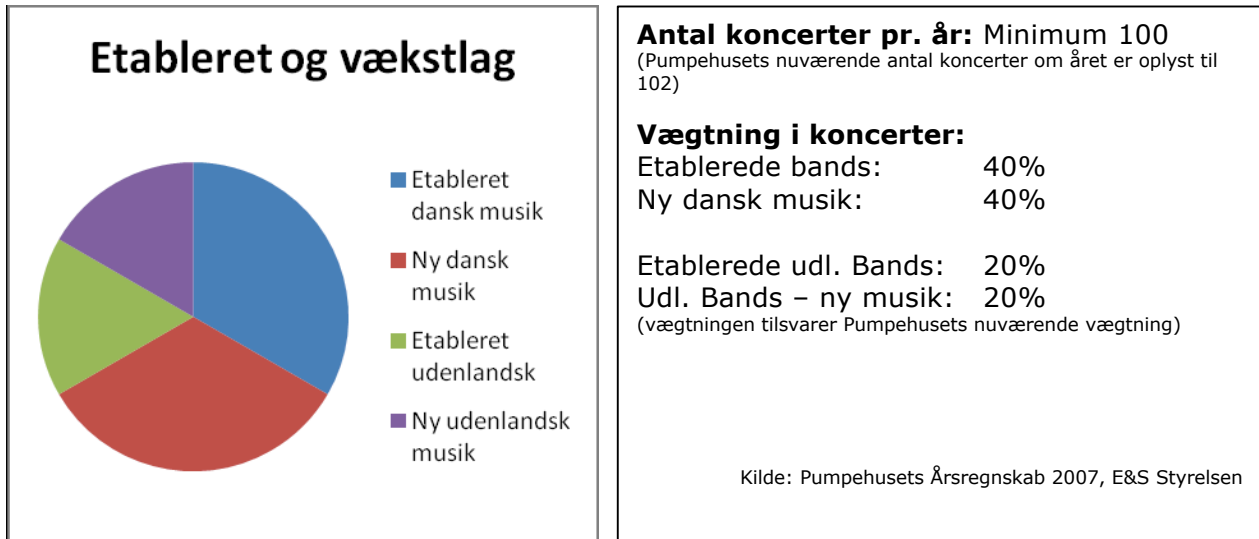 Etableret og vækstlag
Etableret
dansk musik
Ny dansk
musik
Etableret
udenlandsk
Ny udenlandsk
musik
Antal koncerter pr. år: Minimum 100
(Pumpehusets nuværende antal koncerter om året er oplyst til
102)
Vægtning i koncerter:
Etablerede bands: 40%
Ny dansk musik: 40%
Etablerede udl. Bands: 20%
Udl. Bands – ny musik: 20%
(vægtningen tilsvarer Pumpehusets nuværende vægtning)
Kilde: Pumpehusets Årsregnskab 2007, E&S Styrelsen